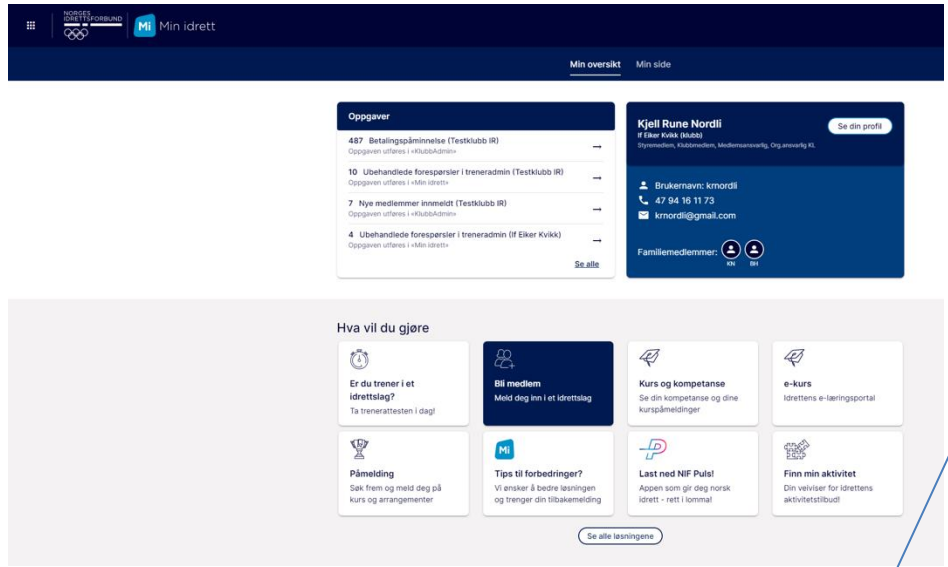 NORGES
IDRETTSFORBUND
Mi Min idrett
Min oversikt Min side
Oppgaver
487 Betalingspåminnelse (Testklubb IR)
Oppgaven utføres i «KlubbAdmin»
10 Ubehandlede forespørsler i treneradmin (Testklubb IR)
Oppgaven utføres i «Min idrett»
7 Nye medlemmer innmeldt (Testklubb IR)
Oppgaven utføres i «KlubbAdmin»
4 Ubehandlede forespørsler i treneradmin (If Eiker Kvikk)
Oppgaven utføres i «Min idrett»
Se alle
Kjell Rune Nordli
If Eiker Kvikk (klubb)
Styremedlem, Klubbmedlem, Medlemsansvarlig, Org.ansvarlig KL
Se din profil
Brukernavn: krnordli
47 94 16 11 73
krnordli@gmail.com
Familiemedlemmer:
KN BH
Hva vil du gjøre
Er du trener i et
idrettslag?
Ta trenerattesten i dag!
Bli medlem
Meld deg inn i et idrettslag
Kurs og kompetanse
Se din kompetanse og dine
kurspåmeldinger
e-kurs
Idrettens e-læringsportal
Påmelding
Søk frem og meld deg på
kurs og arrangementer
Mi
Tips til forbedringer?
Vi ønsker å bedre løsningen
og trenger din tilbakemelding
Last ned NIF Puls!
Appen som gir deg norsk
idrett - rett i lomma!
Finn min aktivitet
Din veiviser for idrettens
aktivitetstilbud!
Se alle løsningene